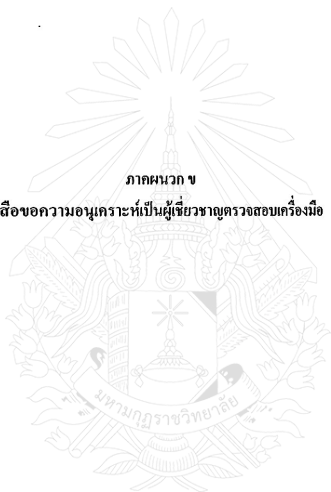 ภาคผนวก ข
สือขอความอนุเคราะห์เป็นผู้เชี่ยวชาญตรวจสอบเครื่องมือ
มหามกุฏราชวิทยาลัย